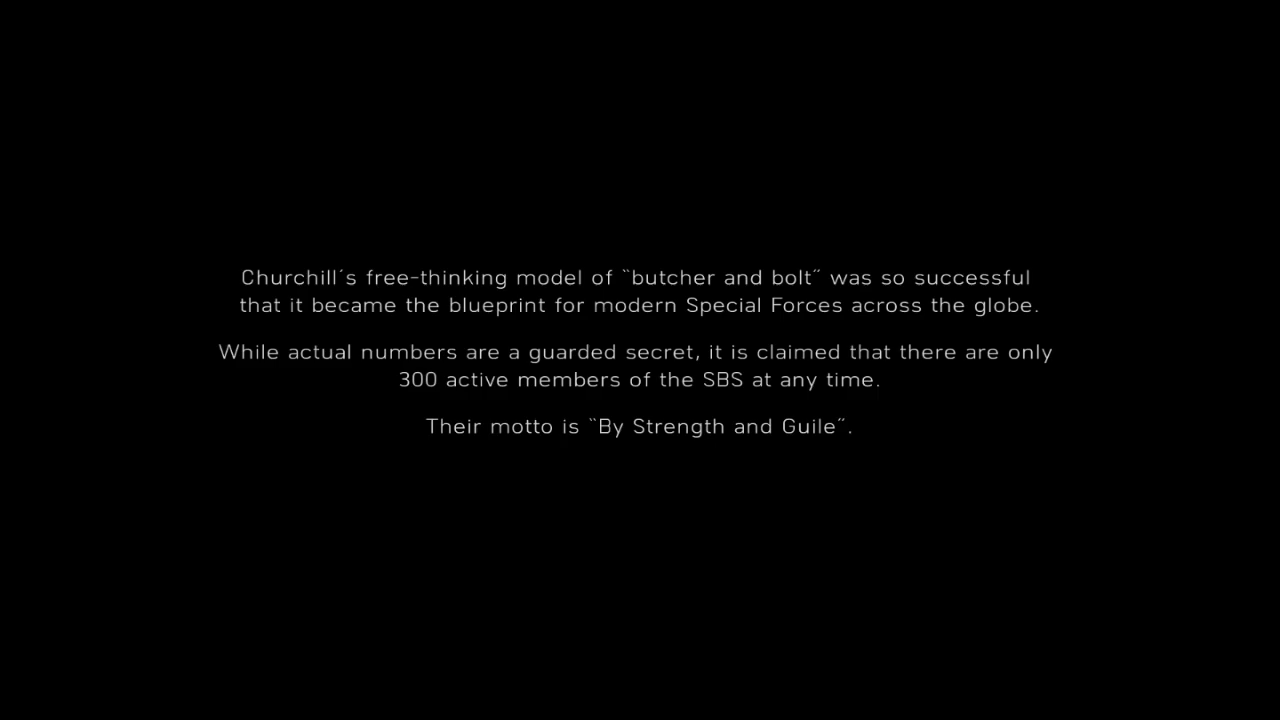 Churchill´s free-thinking model of ``butcher and bolt˝ was so successful
that it became the blueprint for modern Special Forces across the globe.
While actual numbers are a guarded secret, it is claimed that there are only
300 active members of the SBS at any time.
Their motto is ``By Strength and Guile˝.